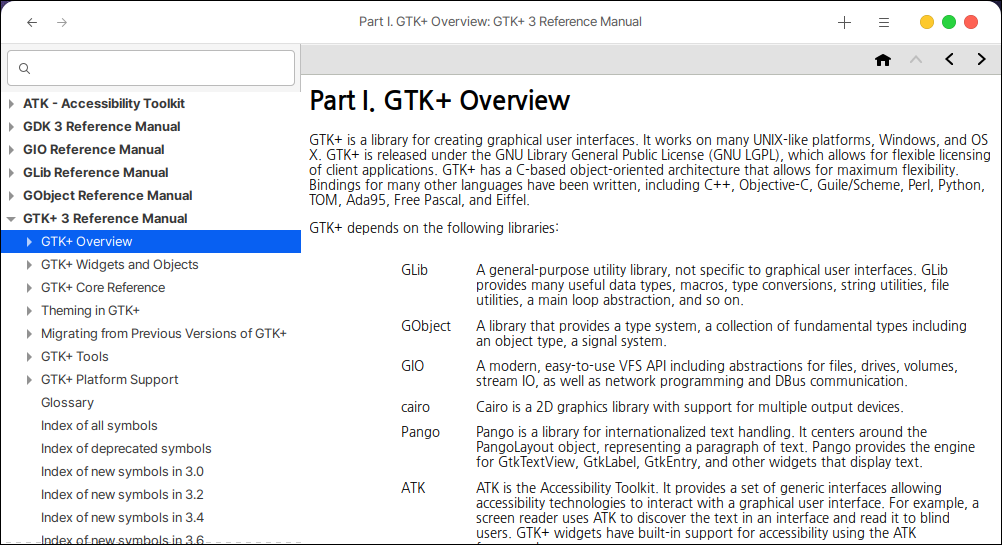 Part I. GTK+ Overview: GTK+ 3 Reference Manual
ATK - Accessibility Toolkit
GDK 3 Reference Manual
GIO Reference Manual
GLib Reference Manual
GObject Reference Manual
GTK+ 3 Reference Manual
GTK+ Overview
GTK+ Widgets and Objects
GTK+ Core Reference
Theming in GTK+
Migrating from Previous Versions of GTK+
GTK+ Tools
GTK+ Platform Support
Glossary
Index of all symbols
Index of deprecated symbols
Index of new symbols in 3.0
Index of new symbols in 3.2
Index of new symbols in 3.4
Index of new symbols in 3.6
Part I. GTK+ Overview
GTK+ is a library for creating graphical user interfaces. It works on many UNIX-like platforms, Windows, and OS
X. GTK+ is released under the GNU Library General Public License (GNU LGPL), which allows for flexible licensing
of client applications. GTK+ has a C-based object-oriented architecture that allows for maximum flexibility.
Bindings for many other languages have been written, including C++, Objective-C, Guile/Scheme, Perl, Python,
TOM, Ada95, Free Pascal, and Eiffel.
GTK+ depends on the following libraries:
GLib
A general-purpose utility library, not specific to graphical user interfaces. GLib
provides many useful data types, macros, type conversions, string utilities, file
utilities, a main loop abstraction, and so on.
GObject
A library that provides a type system, a collection of fundamental types including
an object type, a signal system.
GIO
A modern, easy-to-use VFS API including abstractions for files, drives, volumes,
stream IO, as well as network programming and DBus communication.
cairo
Cairo is a 2D graphics library with support for multiple output devices.
Pango
Pango is a library for internationalized text handling. It centers around the
PangoLayout object, representing a paragraph of text. Pango provides the engine
for GtkTextView, GtkLabel, GtkEntry, and other widgets that display text.
ATK
ATK is the Accessibility Toolkit. It provides a set of generic interfaces allowing
accessibility technologies to interact with a graphical user interface. For example, a
screen reader uses ATK to discover the text in an interface and read it to blind
users. GTK+ widgets have built-in support for accessibility using the ATK